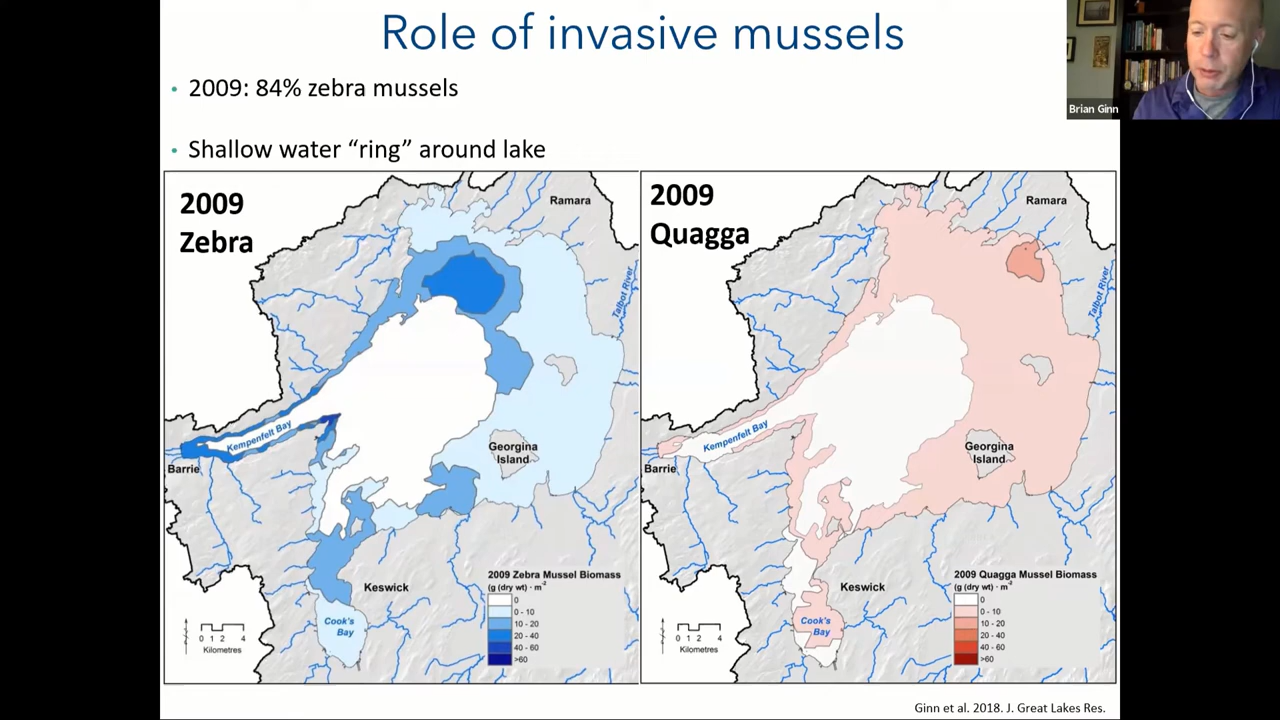 Role of invasive mussels
• 2009: 84% zebra mussels
• Shallow water “ring” around lake
Brian Ginn
2009
Zebra
Ramara
Talbot River
Kempenfelt Bay
Barrie
Georgina
Island
Keswick
Cook's
Bay
0 1 2 4
Kilometres
2009 Zebra Mussel Biomass
(g (dry wt) · m⁻²
0
0 - 10
10 - 20
20 - 40
40 - 60
>60
2009
Quagga
Ramara
Talbot River
Kempenfelt Bay
Barrie
Georgina
Island
Keswick
Cook's
Bay
0 1 2 4
Kilometres
2009 Quagga Mussel Biomass
(g (dry wt) · m⁻²
0
0 - 10
10 - 20
20 - 40
40 - 60
>60
Ginn et al. 2018. J. Great Lakes Res.